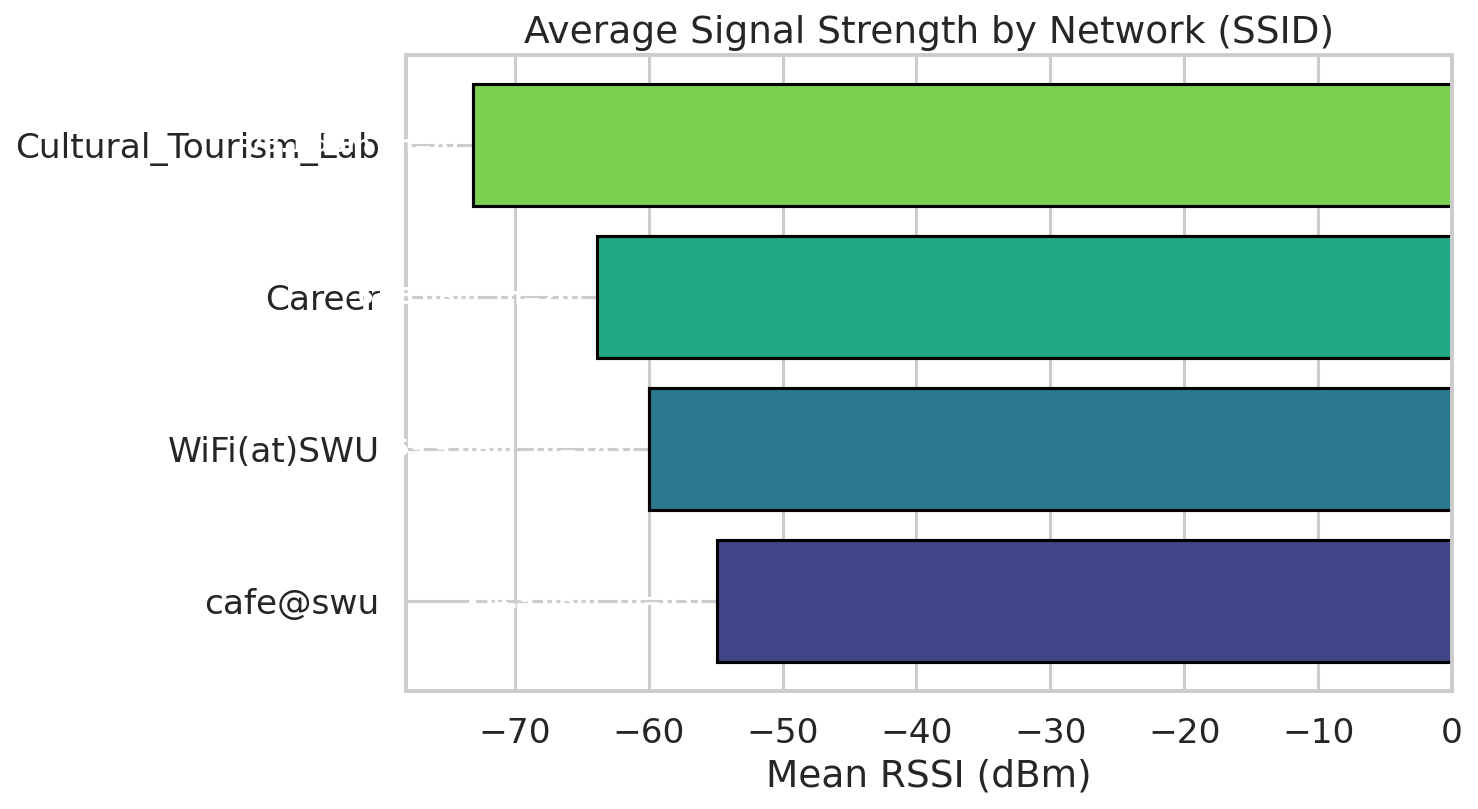 Average Signal Strength by Network (SSID)
Cultural_Tourism_Lab
Career
WiFi(at)SWU
cafe@swu
−70 −60 −50 −40 −30 −20 −10 0
Mean RSSI (dBm)